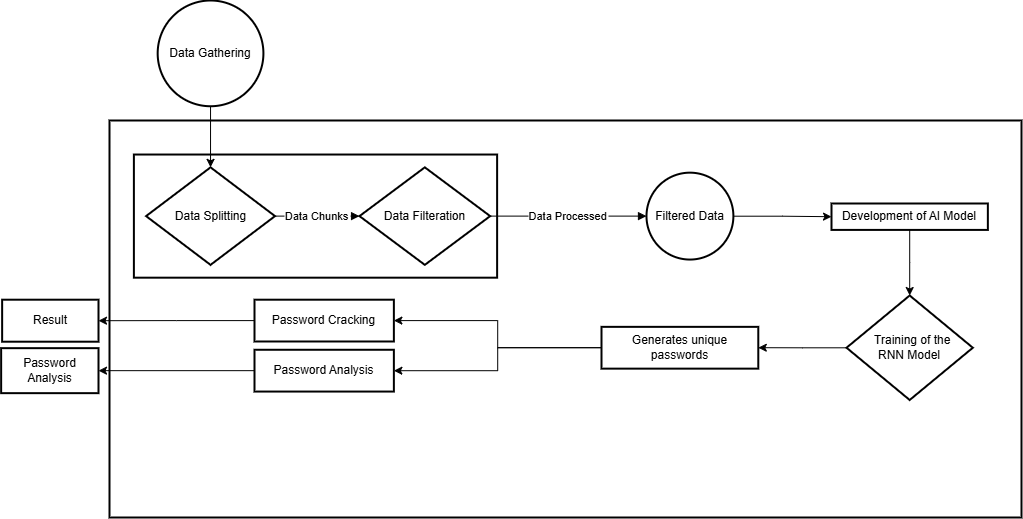 Data Gathering
Data Splitting
Data Chunks
Data Filteration
Data Processed
Filtered Data
Development of AI Model
Training of the
RNN Model
Generates unique
passwords
Password Cracking
Result
Password Analysis
Password
Analysis